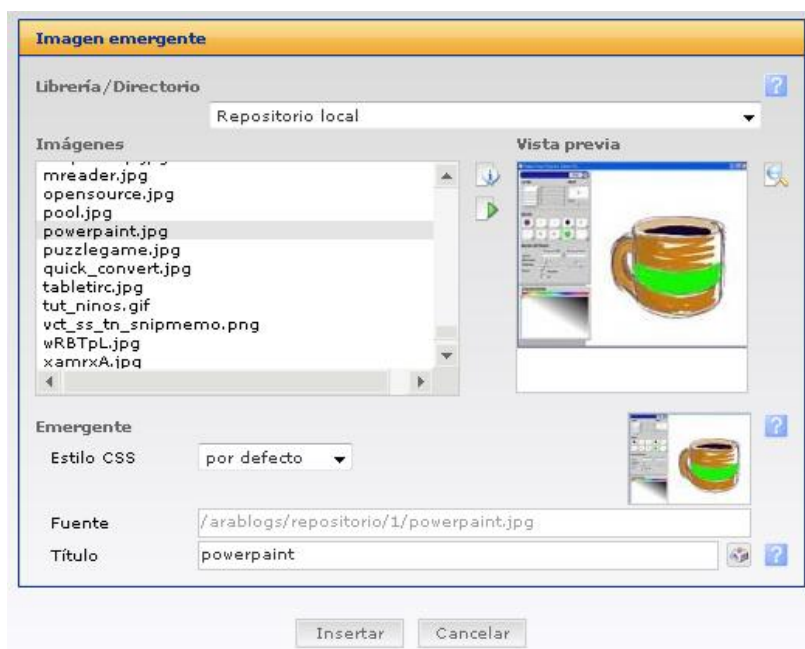 Imagen emergente
Librería/Directorio
Repositorio local
Imágenes
Vista previa
mreader.jpg
opensource.jpg
pool.jpg
powerpaint.jpg
puzzlegame.jpg
quick_convert.jpg
tabletirc.jpg
tut_ninos.gif
vct_ss_tn_snipmemo.png
wRBTpL.jpg
xamrxA.jpg
Emergente
Estilo CSS
por defecto
Fuente
/arablogs/repositorio/1/powerpaint.jpg
Título
powerpaint
Insertar
Cancelar